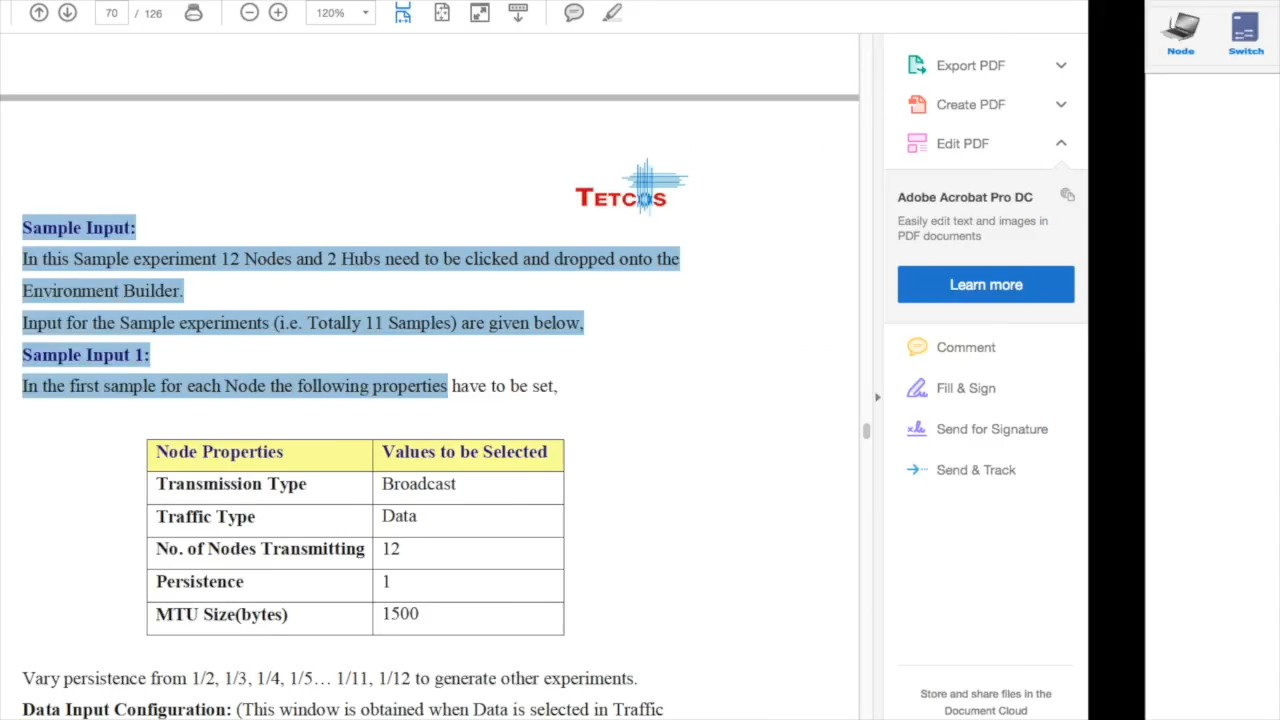 70 / 126
120%
Node
Switch
Export PDF
Create PDF
Edit PDF
Adobe Acrobat Pro DC
Easily edit text and images in
PDF documents
Learn more
Comment
Fill & Sign
Send for Signature
Send & Track
Store and share files in the
Document Cloud
TETCOS
Sample Input:
In this Sample experiment 12 Nodes and 2 Hubs need to be clicked and dropped onto the
Environment Builder.
Input for the Sample experiments (i.e. Totally 11 Samples) are given below,
Sample Input 1:
In the first sample for each Node the following properties have to be set,
Node Properties Values to be Selected
Transmission Type Broadcast
Traffic Type Data
No. of Nodes Transmitting 12
Persistence 1
MTU Size(bytes) 1500
Vary persistence from 1/2, 1/3, 1/4, 1/5… 1/11, 1/12 to generate other experiments.
Data Input Configuration: (This window is obtained when Data is selected in Traffic